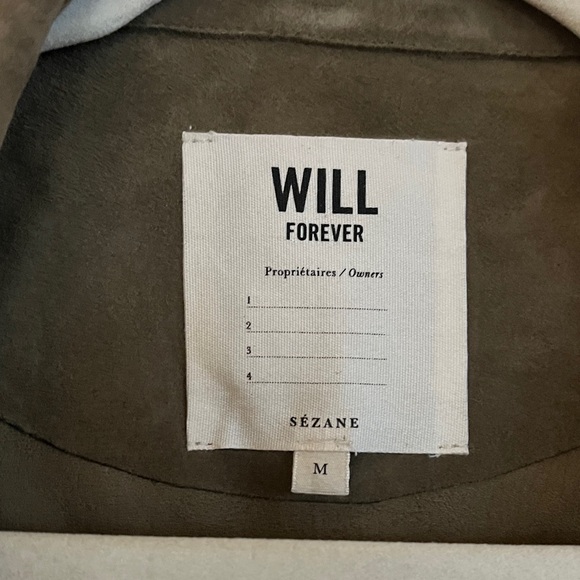 WILL
FOREVER
Propriétaires / Owners
1
2
3
4
SÉZANE
M